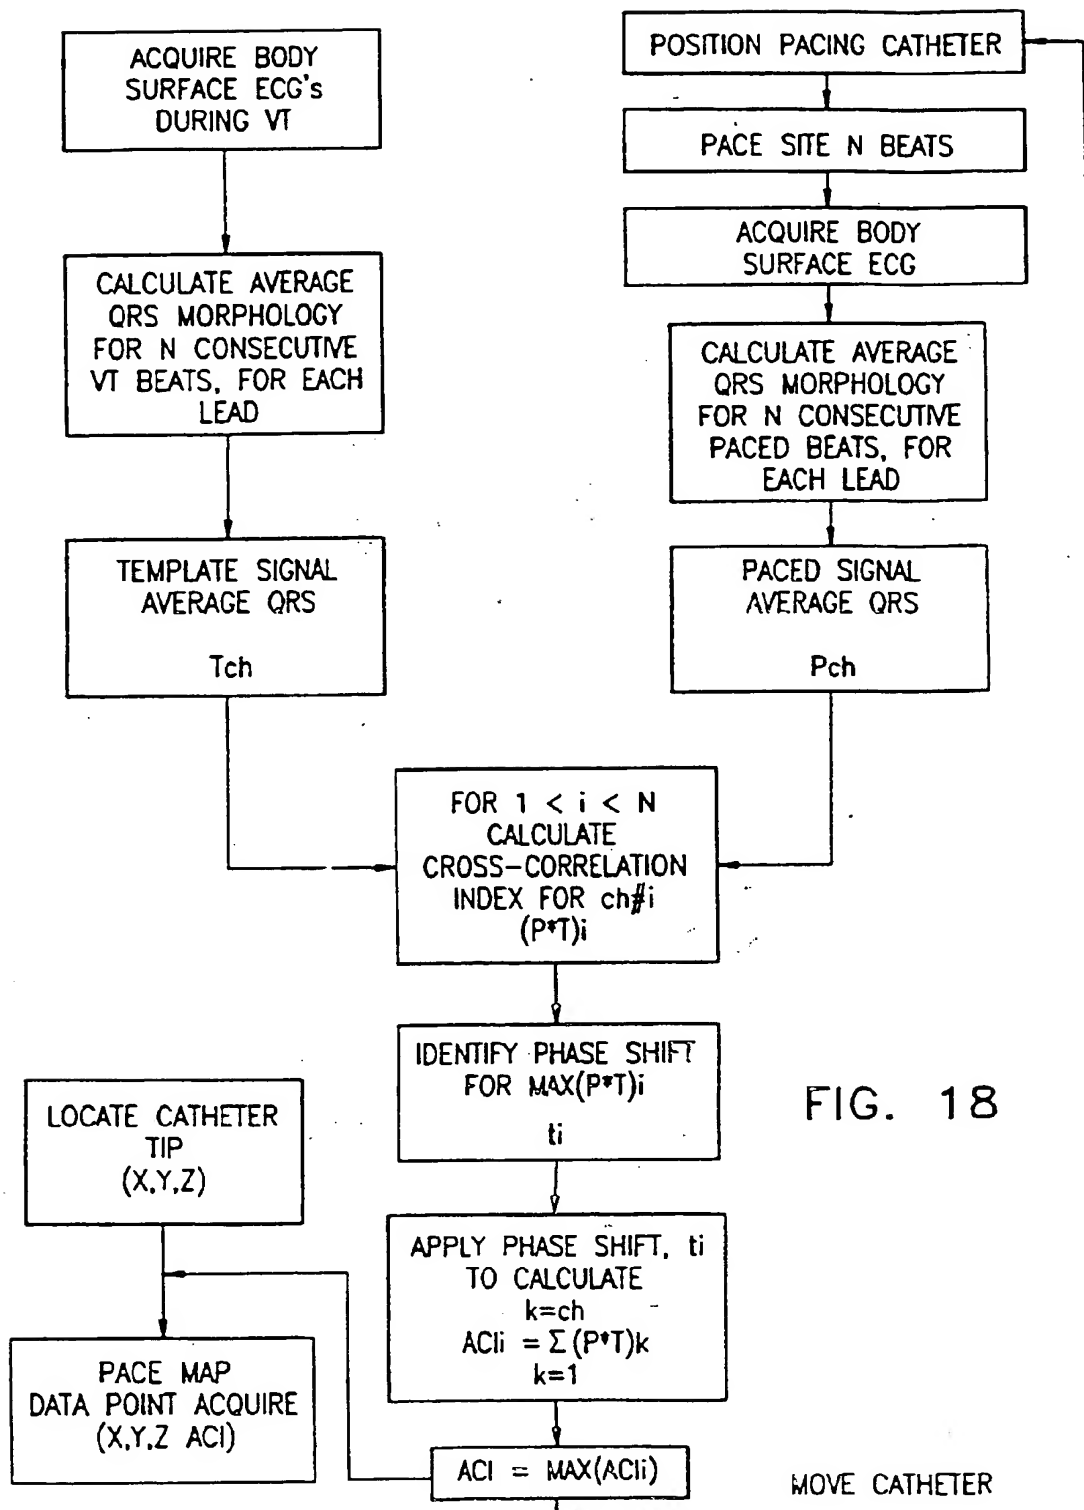 ACQUIRE BODY
SURFACE ECG's
DURING VT
CALCULATE AVERAGE
QRS MORPHOLOGY
FOR N CONSECUTIVE
VT BEATS, FOR EACH
LEAD
TEMPLATE SIGNAL
AVERAGE QRS
Tch
POSITION PACING CATHETER
PACE SITE N BEATS
ACQUIRE BODY
SURFACE ECG
CALCULATE AVERAGE
QRS MORPHOLOGY
FOR N CONSECUTIVE
PACED BEATS, FOR
EACH LEAD
PACED SIGNAL
AVERAGE QRS
Pch
FOR 1 < i < N
CALCULATE
CROSS-CORRELATION
INDEX FOR ch#i
(P*T)i
IDENTIFY PHASE SHIFT
FOR MAX(P*T)i
ti
FIG. 18
LOCATE CATHETER
TIP
(X,Y,Z)
APPLY PHASE SHIFT, ti
TO CALCULATE
k=ch
ACIi = Σ(P*T)k
k=1
PACE MAP
DATA POINT ACQUIRE
(X,Y,Z ACI)
ACI = MAX(ACIi)
MOVE CATHETER